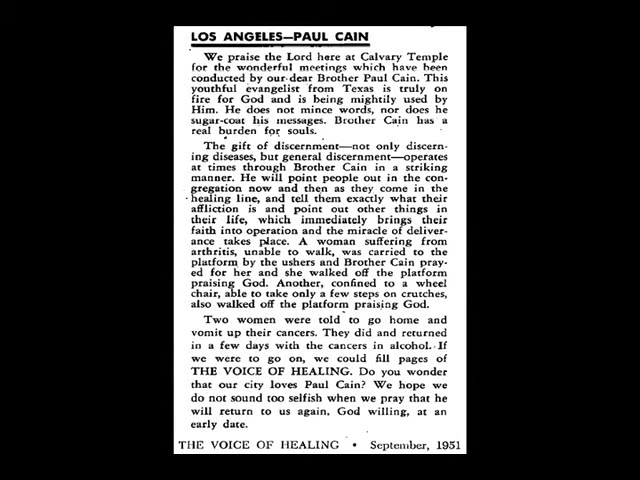 LOS ANGELES—PAUL CAIN
We praise the Lord here at Calvary Temple
for the wonderful meetings which have been
conducted by our dear Brother Paul Cain. This
youthful evangelist from Texas is truly on
fire for God and is being mightily used by
Him. He does not mince words, nor does he
sugar-coat his messages. Brother Cain has a
real burden for souls.
The gift of discernment—not only discern-
ing diseases, but general discernment—operates
at times through Brother Cain in a striking
manner. He will point people out in the con-
gregation now and then as they come in the
healing line, and tell them exactly what their
affliction is and point out other things in
their life, which immediately brings their
faith into operation and the miracle of deliver-
ance takes place. A woman suffering from
arthritis, unable to walk, was carried to the
platform by the ushers and Brother Cain pray-
ed for her and she walked off the platform
praising God. Another, confined to a wheel
chair, able to take only a few steps on crutches,
also walked off the platform praising God.
Two women were told to go home and
vomit up their cancers. They did and returned
in a few days with the cancers in alcohol. If
we were to go on, we could fill pages of
THE VOICE OF HEALING. Do you wonder
that our city loves Paul Cain? We hope we
do not sound too selfish when we pray that he
will return to us again, God willing, at an
early date.
THE VOICE OF HEALING • September, 1951